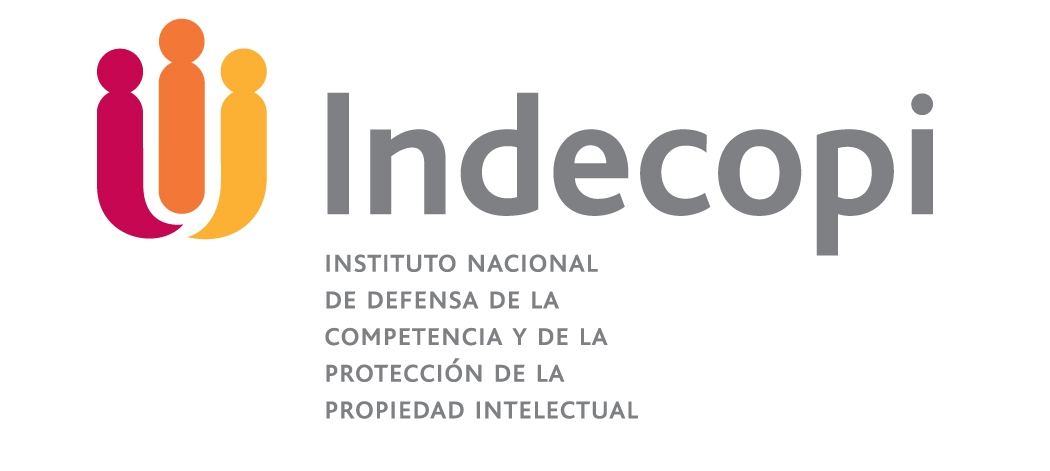 Indecopi
INSTITUTO NACIONAL
DE DEFENSA DE LA
COMPETENCIA Y DE LA
PROTECCIÓN DE LA
PROPIEDAD INTELECTUAL